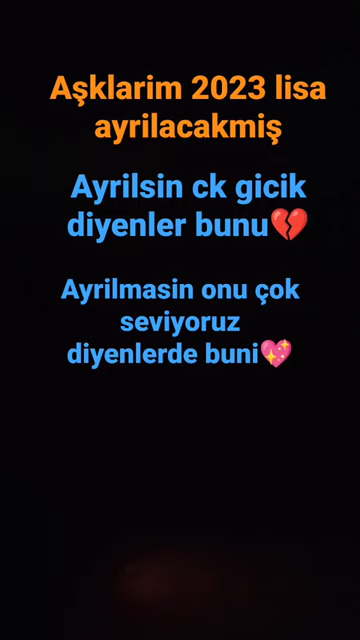 Aşklarim 2023 lisa
ayrilacakmiş
Ayrilsin ck gicik
diyenler bunu💔
Ayrilmasin onu çok
seviyoruz
diyenlerde buni💖